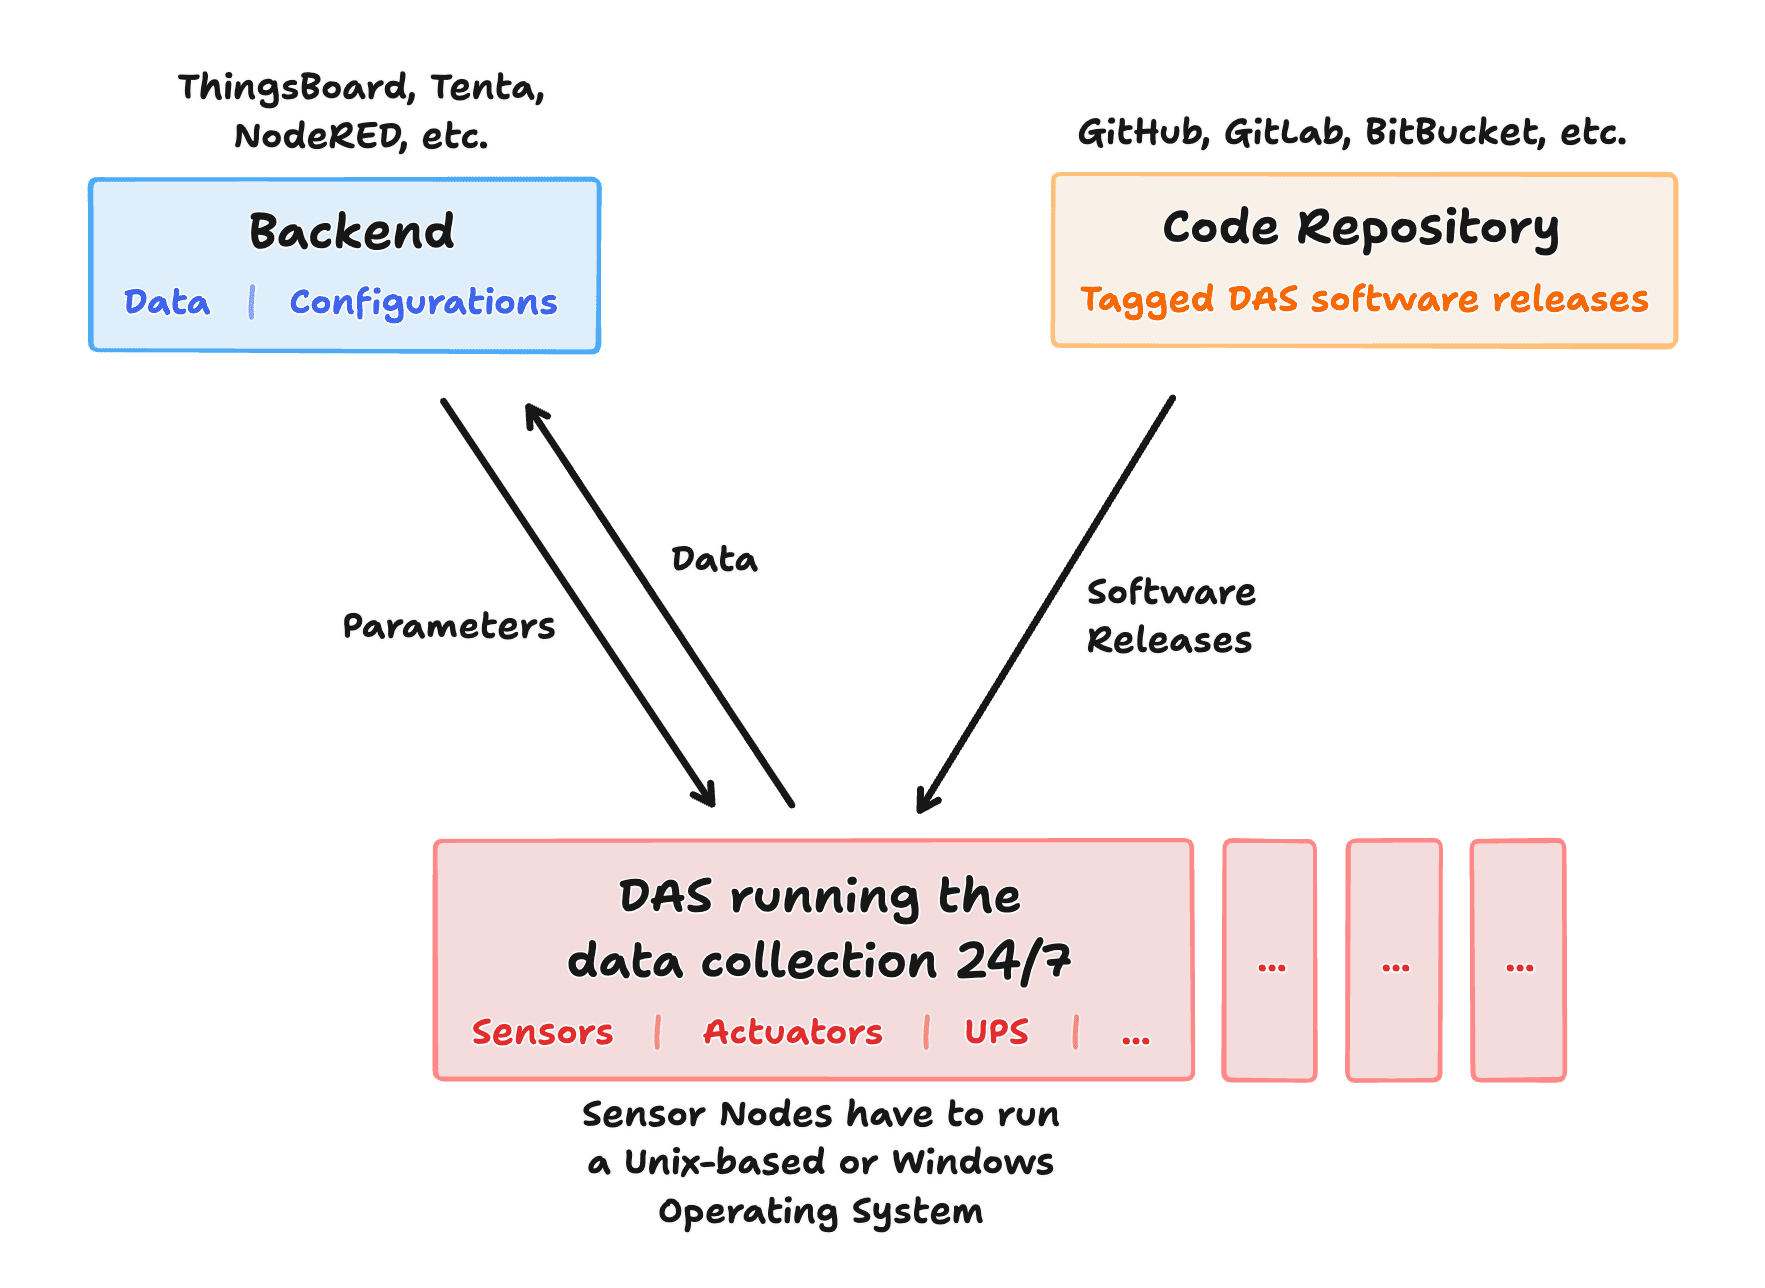 ThingsBoard, Tenta,
NodeRED, etc.
Backend
Data | Configurations
GitHub, GitLab, BitBucket, etc.
Code Repository
Tagged DAS software releases
Data
Parameters
Software
Releases
DAS running the
data collection 24/7
Sensors | Actuators | UPS | ...
... ... ...
Sensor Nodes have to run
a Unix-based or Windows
Operating System